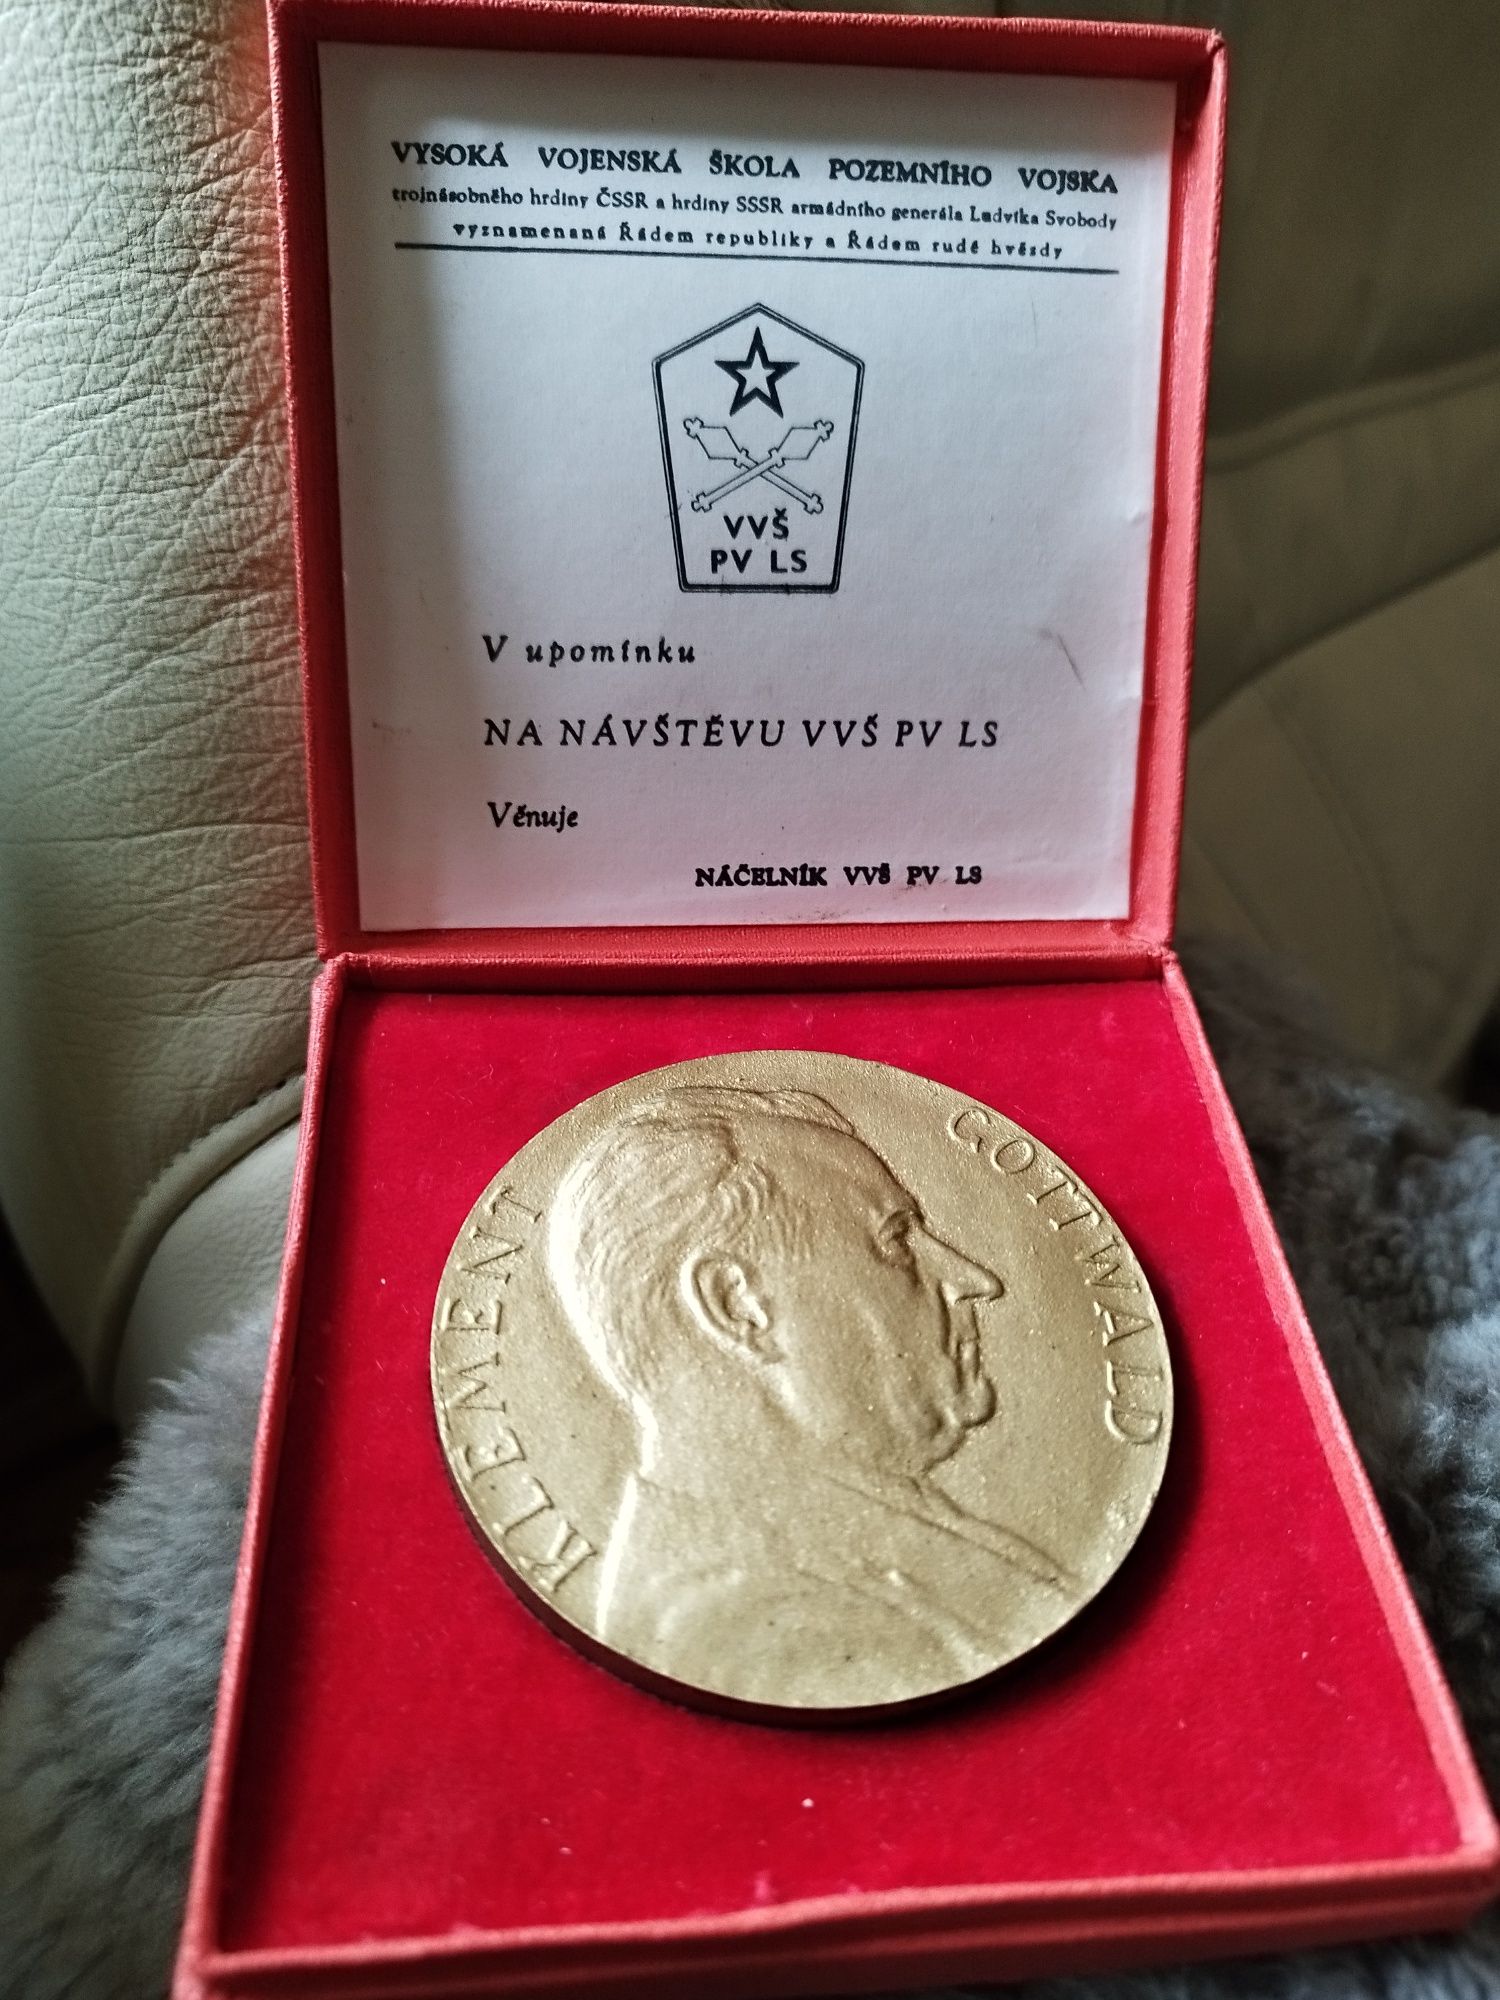 VYSOKÁ VOJENSKÁ ŠKOLA POZEMNÍHO VOJSKA
trojnásobného hrdiny ČSSR a hrdiny SSSR armádního generála Ludvíka Svobody
vyznamenaná Řádem republiky a Řádem rudé hvězdy
VVŠ
PV LS
V upomínku
NA NÁVŠTĚVU VVŠ PV LS
Věnuje
NÁČELNÍK VVŠ PV LS
KLEMENT GOTTWALD